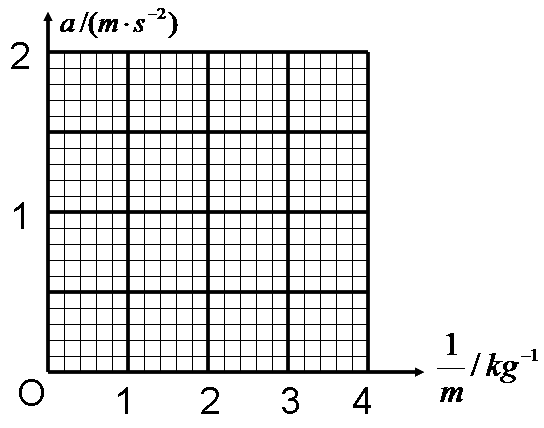 a/(m·s⁻²)
2
1
O
1 2 3 4
1/m /kg⁻¹